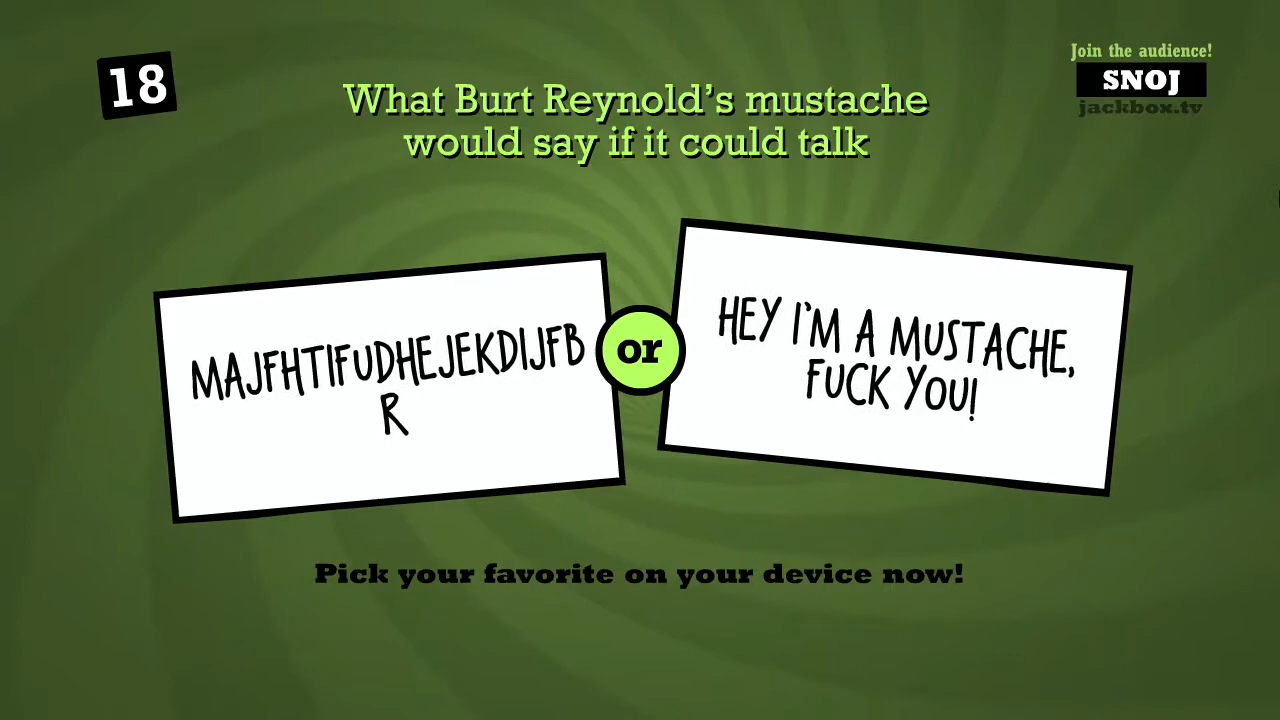 18
Join the audience!
SNOJ
jackbox.tv
What Burt Reynold's mustache
would say if it could talk
MAJFHTIFUDHEJEKDIJFB
R
or
HEY I'M A MUSTACHE,
FUCK YOU!
Pick your favorite on your device now!